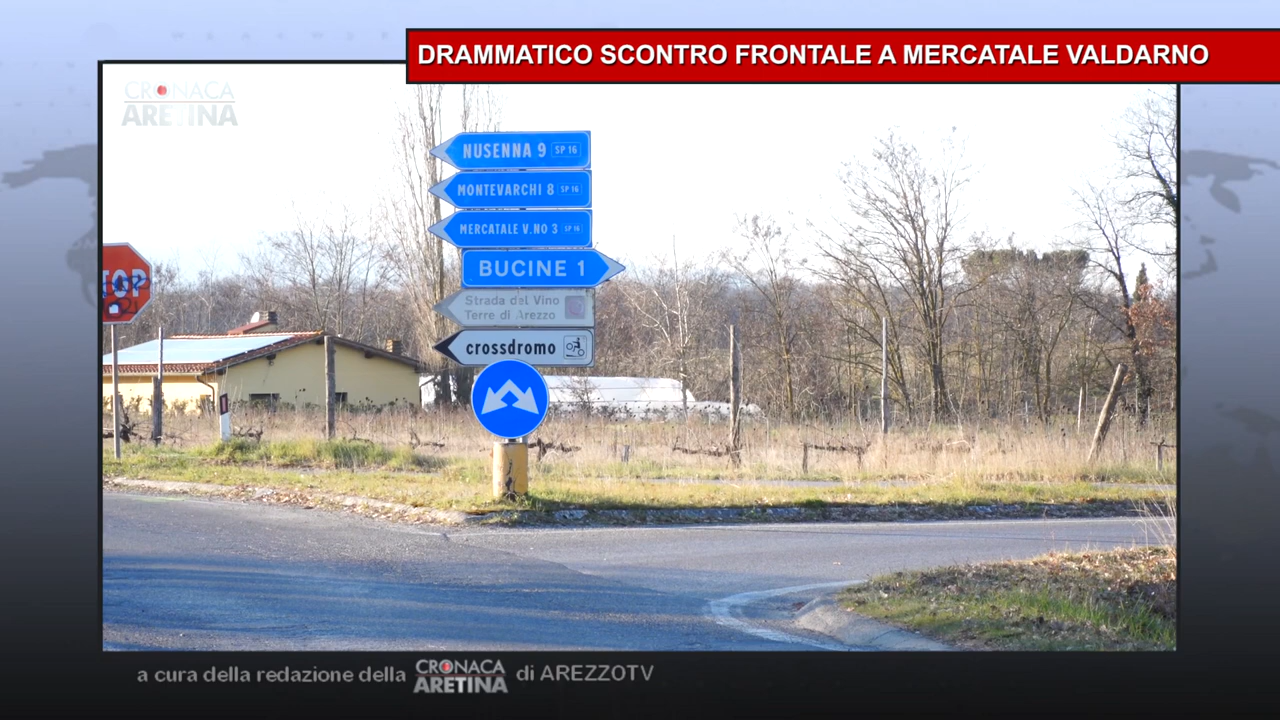 DRAMMATICO SCONTRO FRONTALE A MERCATALE VALDARNO
CRONACA
ARETINA
NUSENNA 9 SP 16
MONTEVARCHI 8 SP 16
MERCATALE V.NO 3 SP 16
BUCINE 1
STOP
Strada del Vino
Terre di Arezzo
crossdromo
a cura della redazione della CRONACA ARETINA di AREZZOTV